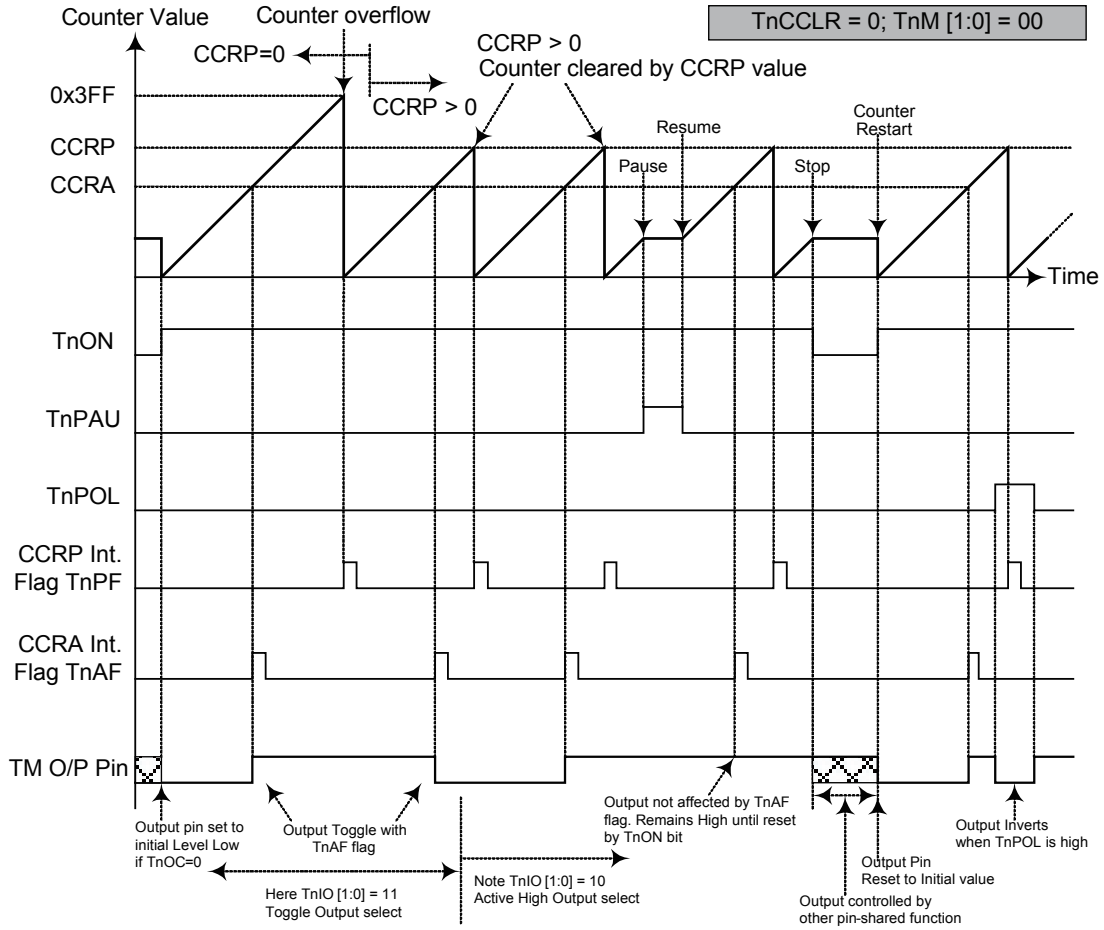 Counter Value
Counter overflow
TnCCLR = 0; TnM [1:0] = 00
CCRP=0
CCRP > 0
CCRP > 0
Counter cleared by CCRP value
0x3FF
CCRP
CCRA
Pause
Resume
Stop
Counter
Restart
Time
TnON
TnPAU
TnPOL
CCRP Int.
Flag TnPF
CCRA Int.
Flag TnAF
TM O/P Pin
Output pin set to
initial Level Low
if TnOC=0
Output Toggle with
TnAF flag
Output not affected by TnAF
flag. Remains High until reset
by TnON bit
Output Inverts
when TnPOL is high
Output Pin
Reset to Initial value
Here TnIO [1:0] = 11
Toggle Output select
Note TnIO [1:0] = 10
Active High Output select
Output controlled by
other pin-shared function